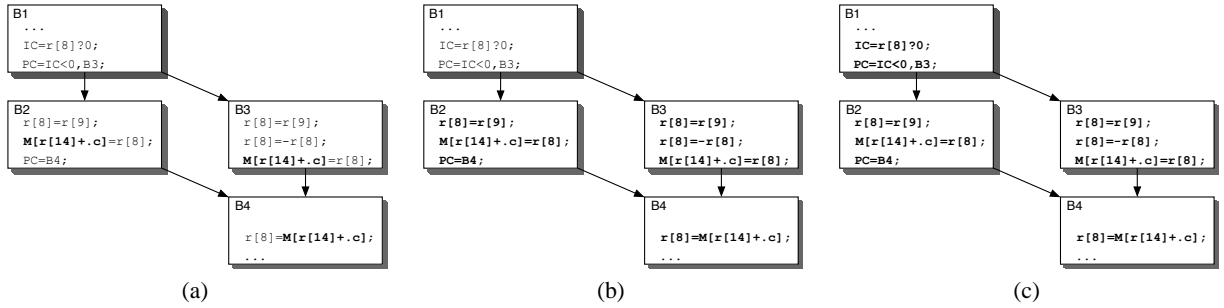 B1
...
IC=r[8]?0;
PC=IC<0,B3;
B2
r[8]=r[9];
M[r[14]+.c]=r[8];
PC=B4;
B3
r[8]=r[9];
r[8]=-r[8];
M[r[14]+.c]=r[8];
B4
r[8]=M[r[14]+.c];
...
(a)
B1
...
IC=r[8]?0;
PC=IC<0,B3;
B2
r[8]=r[9];
M[r[14]+.c]=r[8];
PC=B4;
B3
r[8]=r[9];
r[8]=-r[8];
M[r[14]+.c]=r[8];
B4
r[8]=M[r[14]+.c];
...
(b)
B1
...
IC=r[8]?0;
PC=IC<0,B3;
B2
r[8]=r[9];
M[r[14]+.c]=r[8];
PC=B4;
B3
r[8]=r[9];
r[8]=-r[8];
M[r[14]+.c]=r[8];
B4
r[8]=M[r[14]+.c];
...
(c)